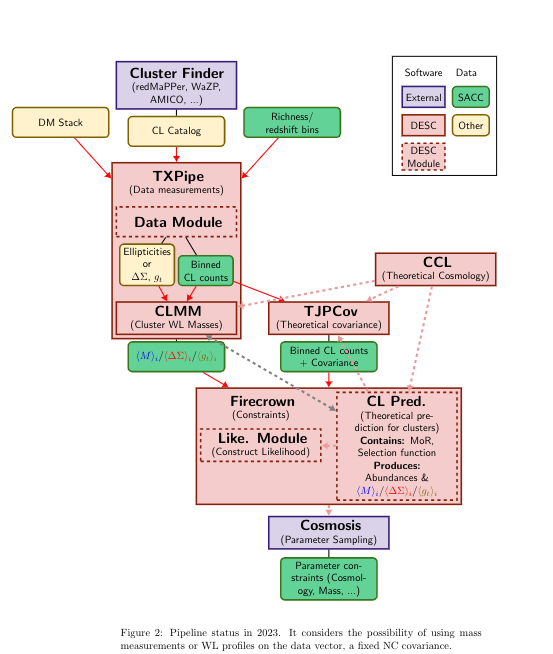 Cluster Finder
(redMaPPer, WaZP,
AMICO, ...)
Software Data
External SACC
DESC Other
DESC
Module
DM Stack
CL Catalog
Richness/
redshift bins
TXPipe
(Data measurements)
Data Module
Ellipticities
or
ΔΣ, g_t
Binned
CL counts
CCL
(Theoretical Cosmology)
CLMM
(Cluster WL Masses)
TJPCov
(Theoretical covariance)
⟨M⟩_i/⟨ΔΣ⟩_i/⟨g_t⟩_i
Binned CL counts
+ Covariance
Firecrown
(Constraints)
Like. Module
(Construct Likelihood)
CL Pred.
(Theoretical pre-
diction for clusters)
Contains: MoR,
Selection function
Produces:
Abundances &
⟨M⟩_i/⟨ΔΣ⟩_i/⟨g_t⟩_i
Cosmosis
(Parameter Sampling)
Parameter con-
straints (Cosmol-
ogy, Mass, ...)
Figure 2: Pipeline status in 2023. It considers the possibility of using mass
measurements or WL profiles on the data vector, a fixed NC covariance.